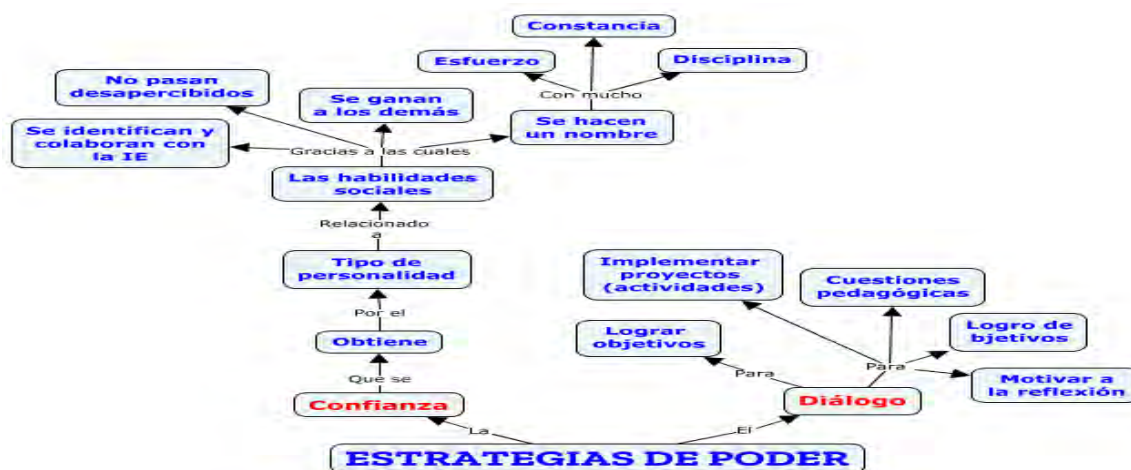 Constancia
Esfuerzo
Disciplina
Con mucho
No pasan
desapercibidos
Se ganan
a los demás
Se hacen
un nombre
Se identifican y
colaboran con
la IE
Gracias a las cuales
Las habilidades
sociales
Relacionado
a
Tipo de
personalidad
Por el
Obtiene
Que se
Confianza
La
Implementar
proyectos
(actividades)
Cuestiones
pedagógicas
Lograr
objetivos
Logro de
bjetivos
Para
Para
Motivar a
la reflexión
Diálogo
El
ESTRATEGIAS DE PODER